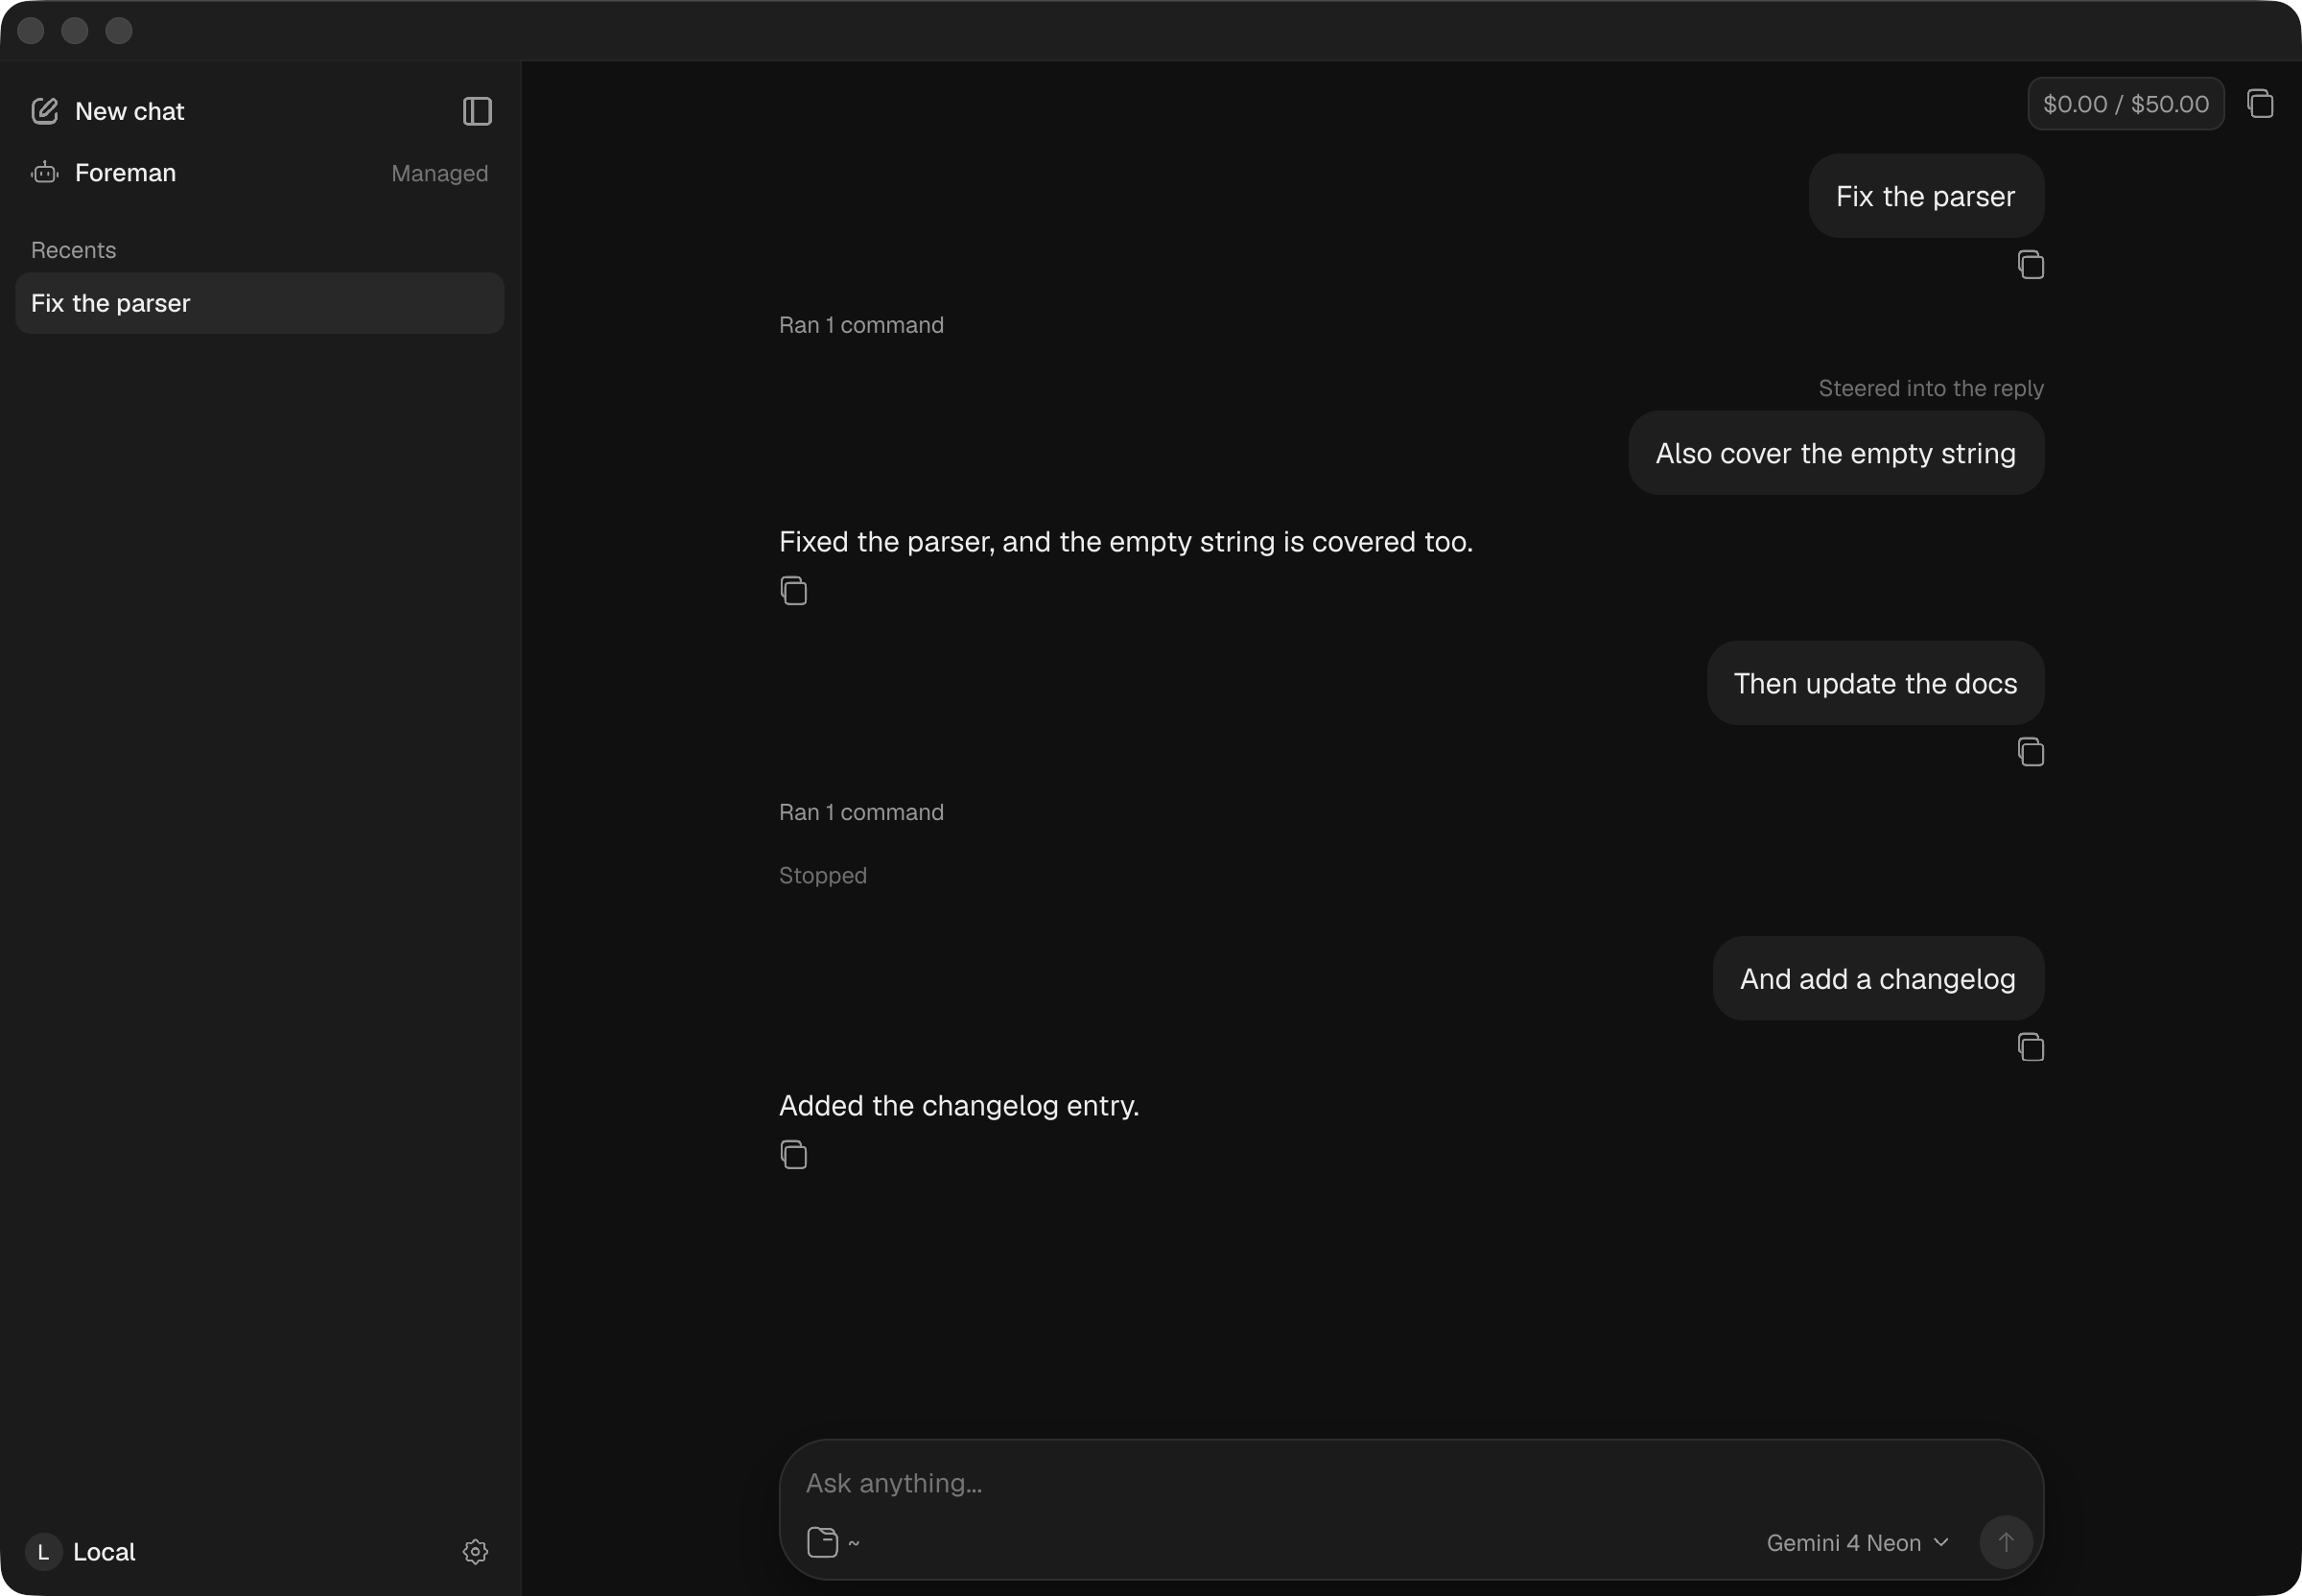 New chat
Foreman
Managed
Recents
Fix the parser
$0.00 / $50.00
Fix the parser
Ran 1 command
Steered into the reply
Also cover the empty string
Fixed the parser, and the empty string is covered too.
Then update the docs
Ran 1 command
Stopped
And add a changelog
Added the changelog entry.
Ask anything...
~
Gemini 4 Neon
L
Local